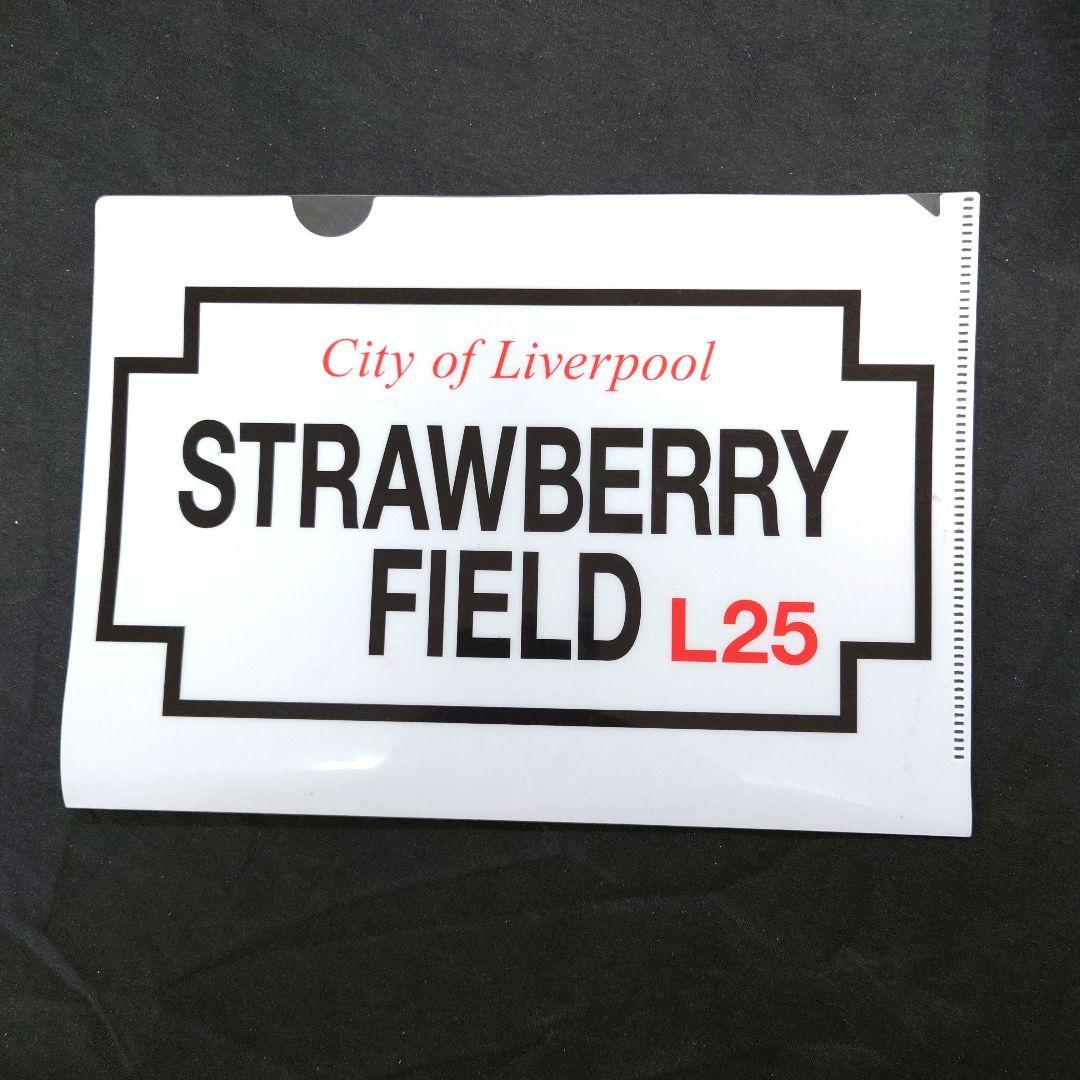 City of Liverpool
STRAWBERRY
FIELD L25